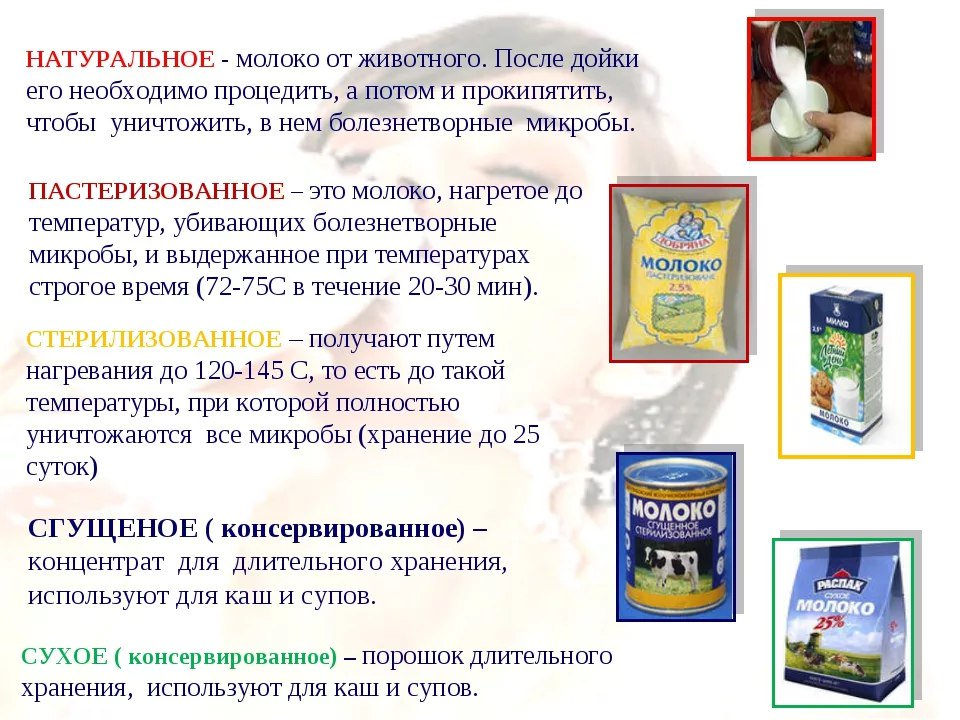 НАТУРАЛЬНОЕ - молоко от животного. После дойки
его необходимо процедить, а потом и прокипятить,
чтобы уничтожить, в нем болезнетворные микробы.
ПАСТЕРИЗОВАННОЕ – это молоко, нагретое до
температур, убивающих болезнетворные
микробы, и выдержанное при температурах
строгое время (72-75С в течение 20-30 мин).
ДОБРЯНА
МОЛОКО
ПАСТЕРИЗОВАНЕ
2.5%
СТЕРИЛИЗОВАННОЕ – получают путем
нагревания до 120-145 С, то есть до такой
температуры, при которой полностью
уничтожаются все микробы (хранение до 25
суток)
МИЛКО
Летний
день
МОЛОКО
СГУЩЕНОЕ ( консервированное) –
концентрат для длительного хранения,
используют для каш и супов.
МОЛОКО
СГУЩЕННОЕ
СТЕРИЛИЗОВАННОЕ
СУХОЕ ( консервированное) – порошок длительного
хранения, используют для каш и супов.
РАСПАК
СУХОЕ
МОЛОКО
25%